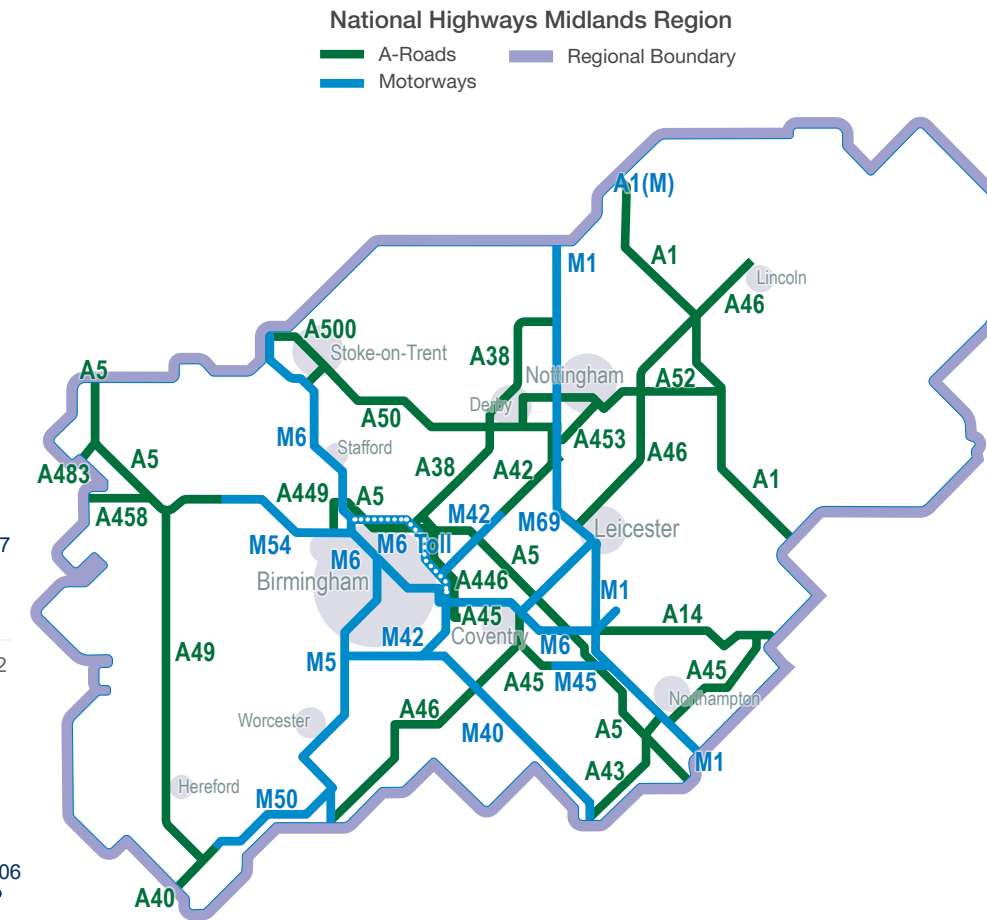 National Highways Midlands Region
A-Roads
Regional Boundary
Motorways
A1(M)
A1
M1
Lincoln
A46
A500
Stoke-on-Trent
A38
Nottingham
A5
A52
Derby
A50
M6
A453
Stafford
A38
A42
A46
A483
A5
A449
A5
A1
A458
M42
M69
Leicester
M54
M6
M6 Toll
A5
7
Birmingham
A446
M1
A45
A14
Coventry
M42
M6
2
A49
M5
A45
M45
A45
Northampton
Worcester
A46
M40
A5
M1
A43
Hereford
M50
06
A40